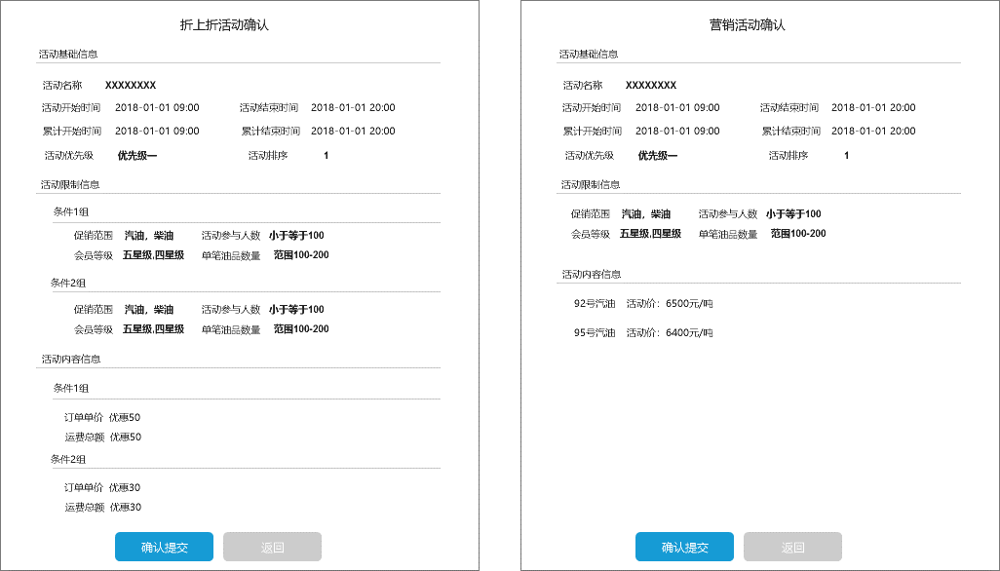 折上折活动确认
活动基础信息
活动名称 XXXXXXXX
活动开始时间 2018-01-01 09:00 活动结束时间 2018-01-01 20:00
累计开始时间 2018-01-01 09:00 累计结束时间 2018-01-01 20:00
活动优先级 优先级一 活动排序 1
活动限制信息
条件1组
促销范围 汽油，柴油 活动参与人数 小于等于100
会员等级 五星级,四星级 单笔油品数量 范围100-200
条件2组
促销范围 汽油，柴油 活动参与人数 小于等于100
会员等级 五星级,四星级 单笔油品数量 范围100-200
活动内容信息
条件1组
订单单价 优惠50
运费总额 优惠50
条件2组
订单单价 优惠30
运费总额 优惠30
确认提交 返回
营销活动确认
活动基础信息
活动名称 XXXXXXXX
活动开始时间 2018-01-01 09:00 活动结束时间 2018-01-01 20:00
累计开始时间 2018-01-01 09:00 累计结束时间 2018-01-01 20:00
活动优先级 优先级一 活动排序 1
活动限制信息
促销范围 汽油，柴油 活动参与人数 小于等于100
会员等级 五星级,四星级 单笔油品数量 范围100-200
活动内容信息
92号汽油 活动价：6500元/吨
95号汽油 活动价：6400元/吨
确认提交 返回